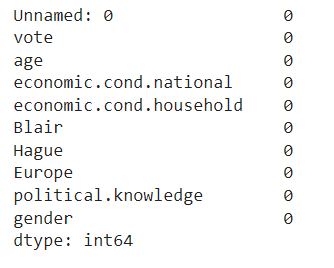 Unnamed: 0 0
vote 0
age 0
economic.cond.national 0
economic.cond.household 0
Blair 0
Hague 0
Europe 0
political.knowledge 0
gender 0
dtype: int64